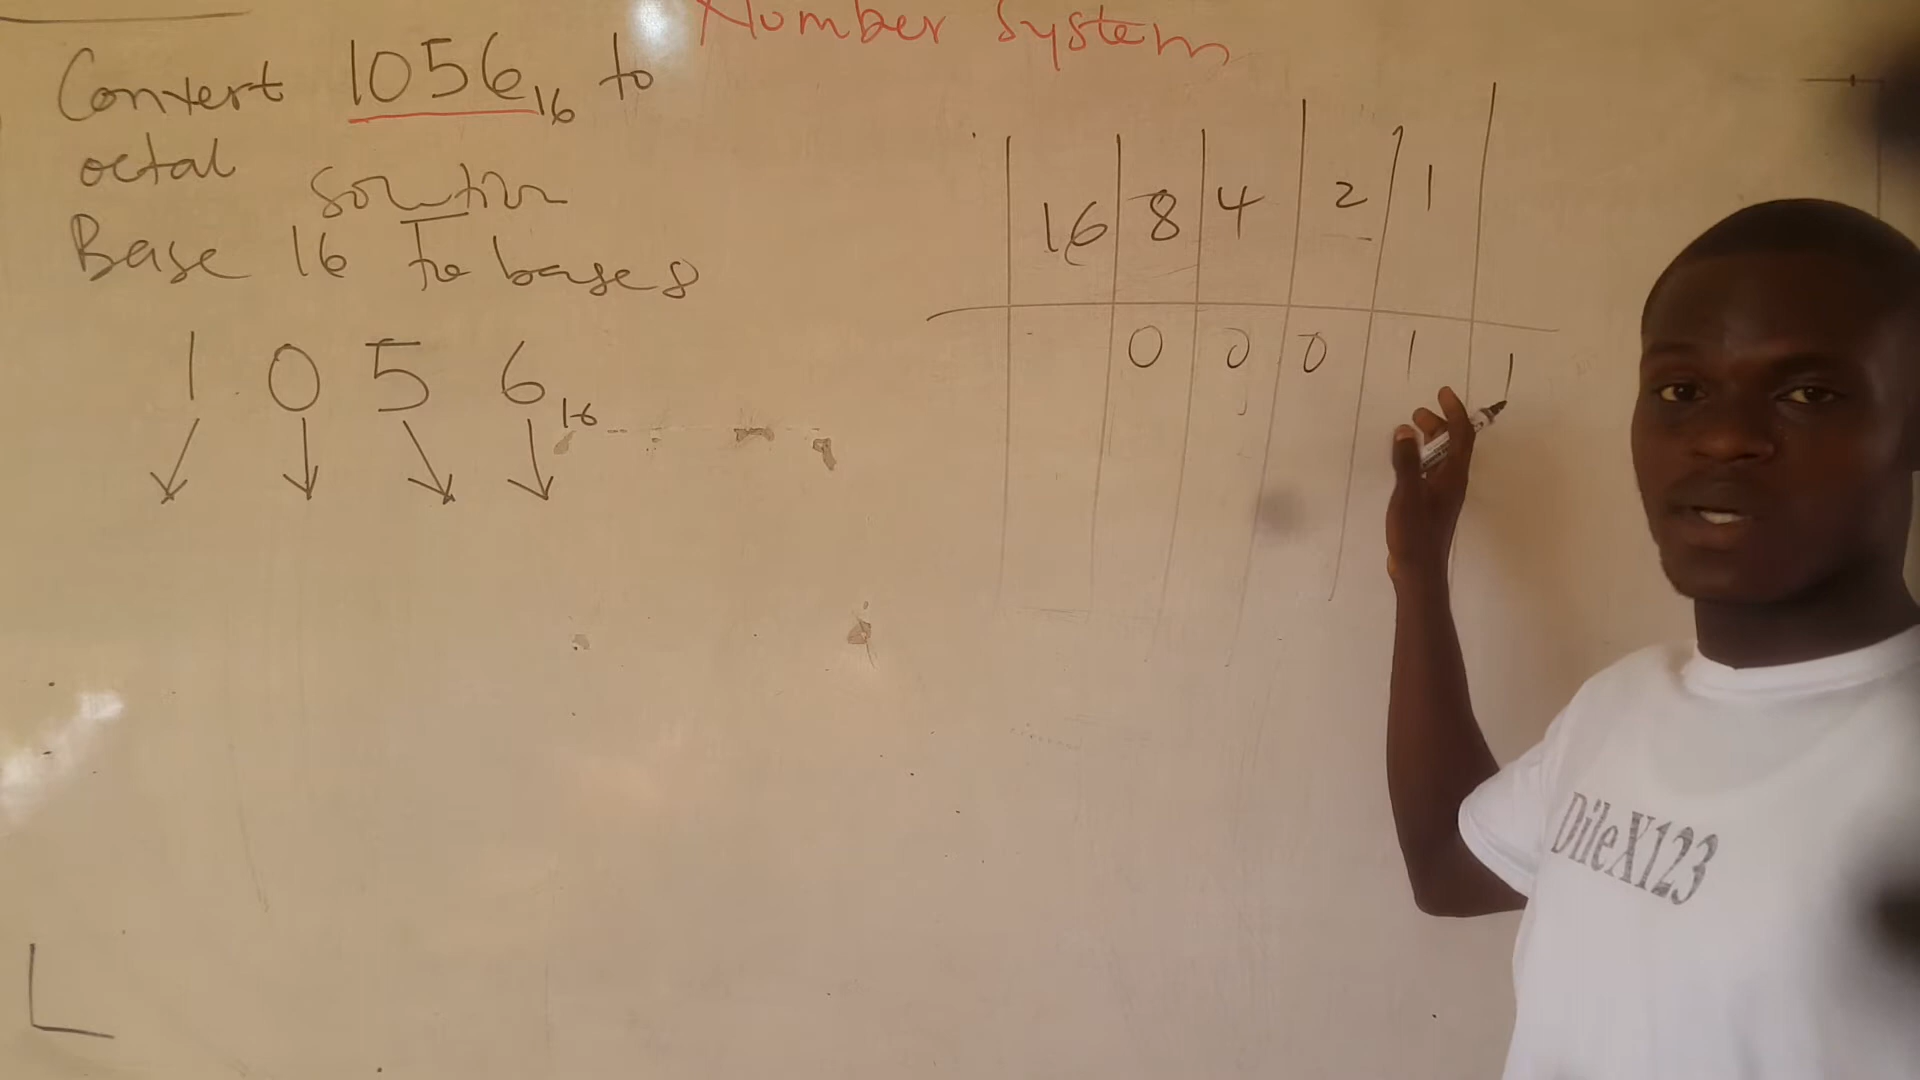 Number System
Convert 1056₁₆ to
octal
Solution
Base 16 to base 8
1 0 5 6₁₆
16 8 4 2 1
0 0 0 1 1
DileX123